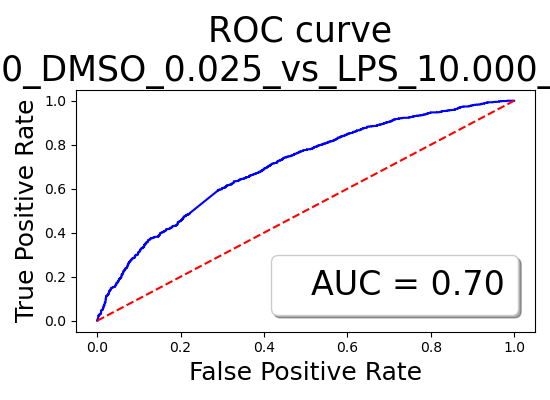 ROC curve
0_DMSO_0.025_vs_LPS_10.000_
1.0
0.8
0.6
0.4
0.2
0.0
True Positive Rate
AUC = 0.70
0.0 0.2 0.4 0.6 0.8 1.0
False Positive Rate